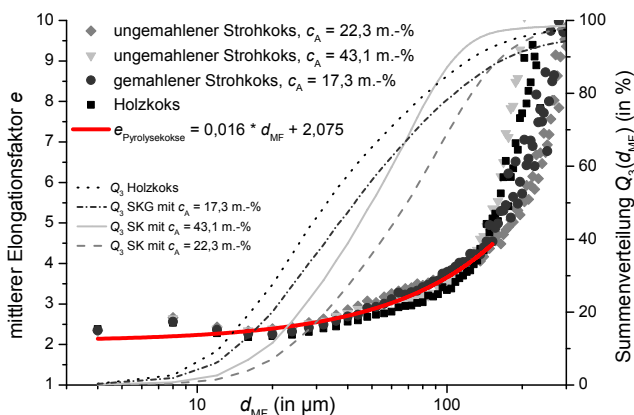 ungemahlener Strohkoks, cA = 22,3 m.-%
ungemahlener Strohkoks, cA = 43,1 m.-%
gemahlener Strohkoks, cA = 17,3 m.-%
Holzkoks
ePyrolysekokse = 0,016 * dMF + 2,075
Q3 Holzkoks
Q3 SKG mit cA = 17,3 m.-%
Q3 SK mit cA = 43,1 m.-%
Q3 SK mit cA = 22,3 m.-%
mittlerer Elongationsfaktor e
10
9
8
7
6
5
4
3
2
1
10
100
dMF (in µm)
100
80
60
40
20
0
Summenverteilung Q3(dMF) (in %)